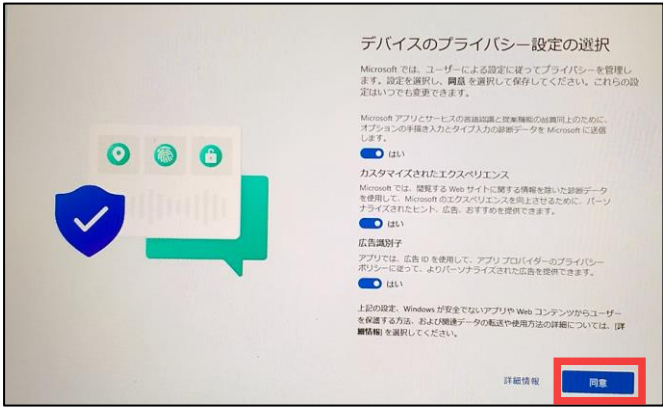 デバイスのプライバシー設定の選択
Microsoft では、ユーザーによる設定に従ってプライバシーを管理し
ます。設定を選択し、同意 を選択して保存してください。これらの設
定はいつでも変更できます。
Microsoft アプリとサービスの言語認識と提案機能の品質向上のために、
オプションの手描き入力とタイプ入力の診断データを Microsoft に送信
します。
はい
カスタマイズされたエクスペリエンス
Microsoft では、閲覧する Web サイトに関する情報を除いた診断データ
を使用して、Microsoft のエクスペリエンスを向上させるために、パーソ
ナライズされたヒント、広告、おすすめを提供できます。
はい
広告識別子
アプリでは、広告 ID を使用して、アプリ プロバイダーのプライバシー
ポリシーに従って、よりパーソナライズされた広告を提供できます。
はい
上記の設定、Windows が安全でないアプリや Web コンテンツからユーザー
を保護する方法、および関連データの転送や使用方法の詳細については、[詳
細情報] を選択してください。
詳細情報
同意